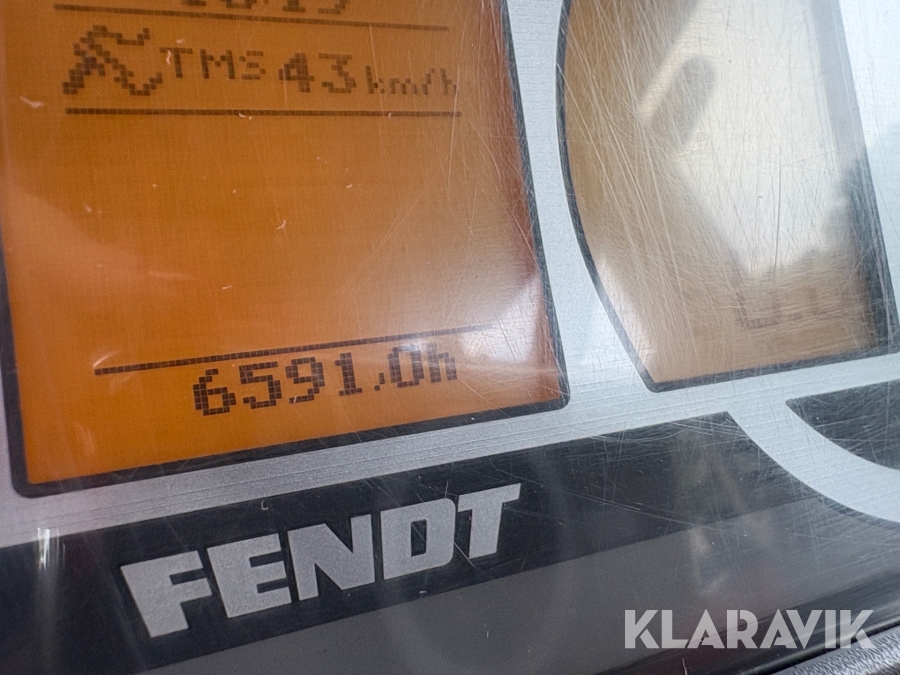 TMS 43 km/h
6591.0h
FENDT
KLARAVIK